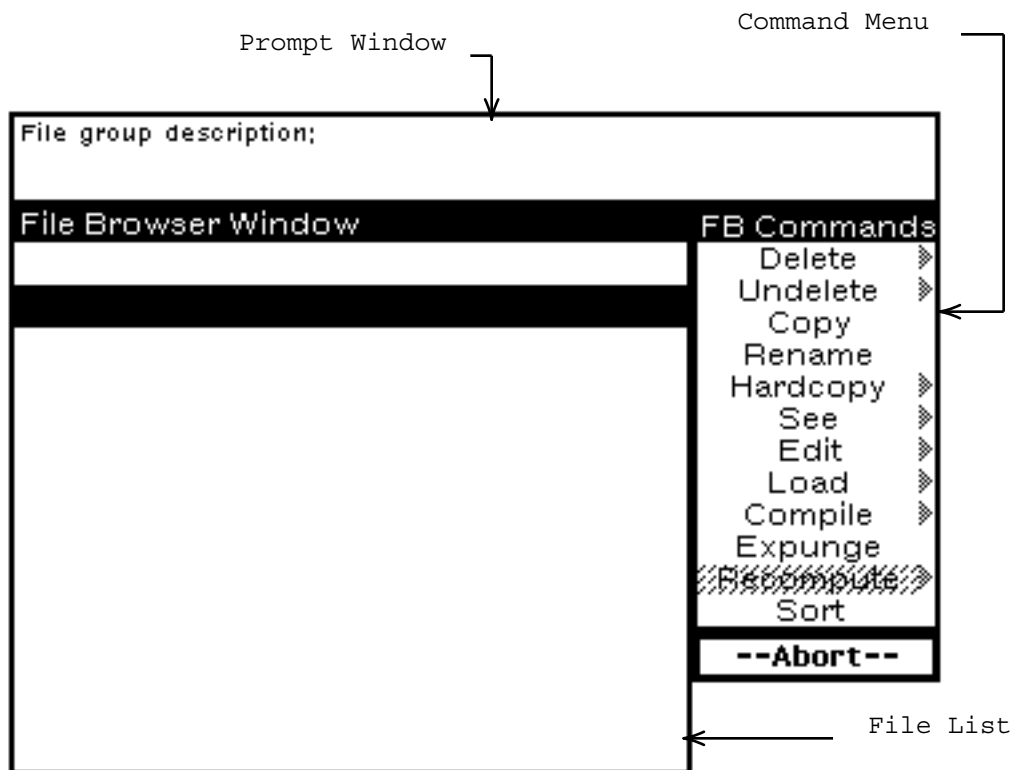 Command Menu
Prompt Window
File group description:
File Browser Window
FB Commands
Delete
Undelete
Copy
Rename
Hardcopy
See
Edit
Load
Compile
Expunge
Recompute
Sort
--Abort--
File List